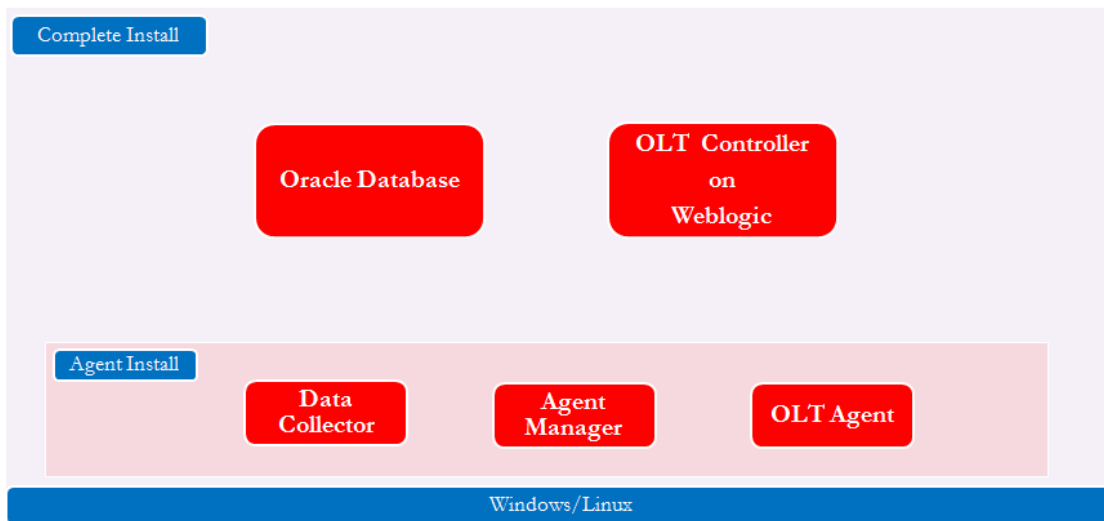 Complete Install
Oracle Database
OLT Controller
on
Weblogic
Agent Install
Data
Collector
Agent
Manager
OLT Agent
Windows/Linux